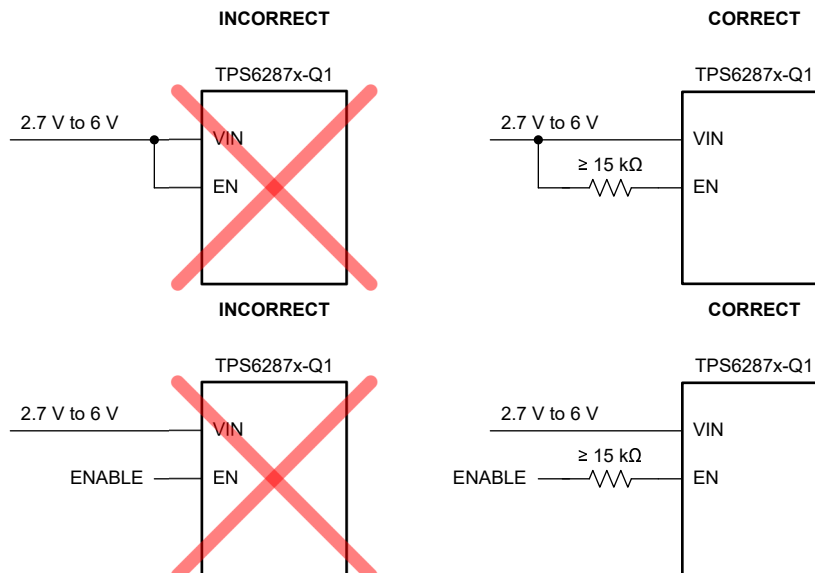 INCORRECT
CORRECT
TPS6287x-Q1
TPS6287x-Q1
2.7 V to 6 V
VIN
2.7 V to 6 V
VIN
≥ 15 kΩ
EN
EN
INCORRECT
CORRECT
TPS6287x-Q1
TPS6287x-Q1
2.7 V to 6 V
VIN
2.7 V to 6 V
VIN
≥ 15 kΩ
ENABLE
EN
ENABLE
EN